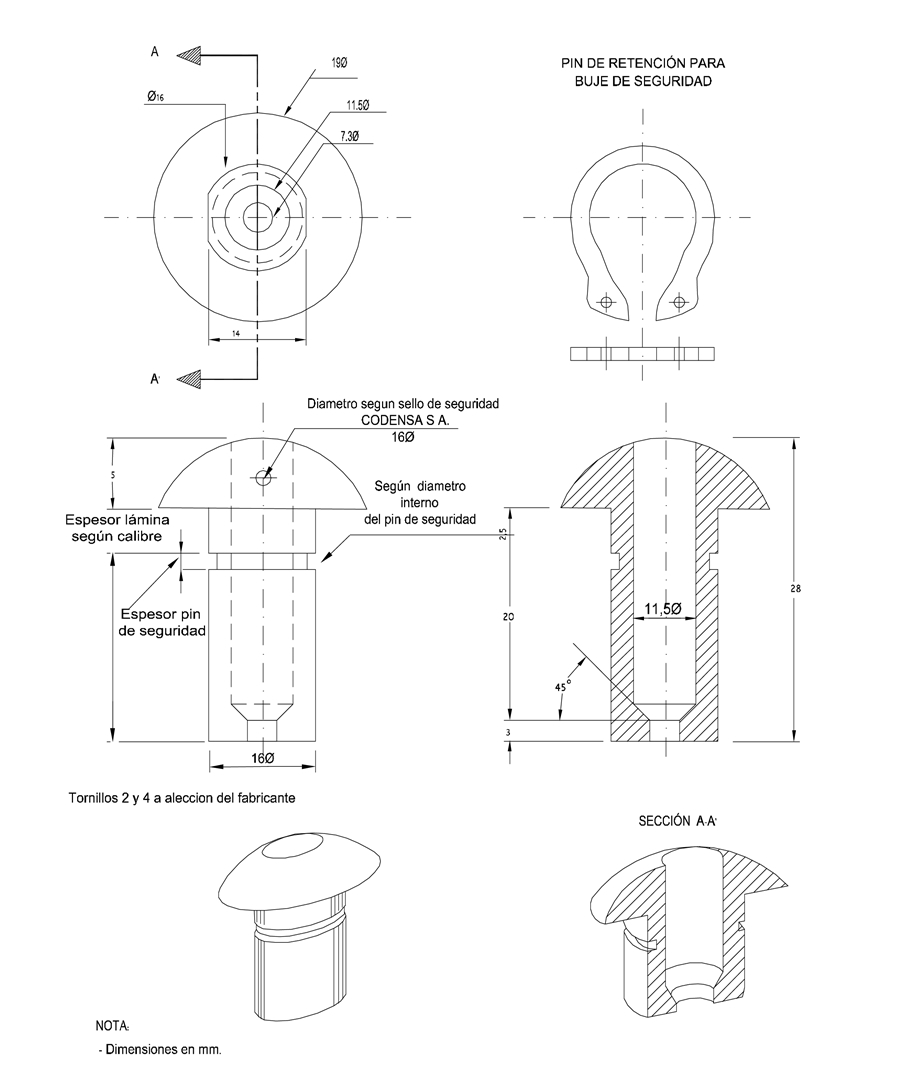 A
19Ø
Ø16
11.5Ø
7.3Ø
14
A'
PIN DE RETENCIÓN PARA
BUJE DE SEGURIDAD
Diametro segun sello de seguridad
CODENSA S A.
16Ø
5
Espesor lámina
según calibre
Según diametro
interno
del pin de seguridad
Espesor pin
de seguridad
16Ø
2,5
20
3
45°
11,5Ø
28
Tornillos 2 y 4 a aleccion del fabricante
SECCIÓN A-A'
NOTA:
- Dimensiones en mm.